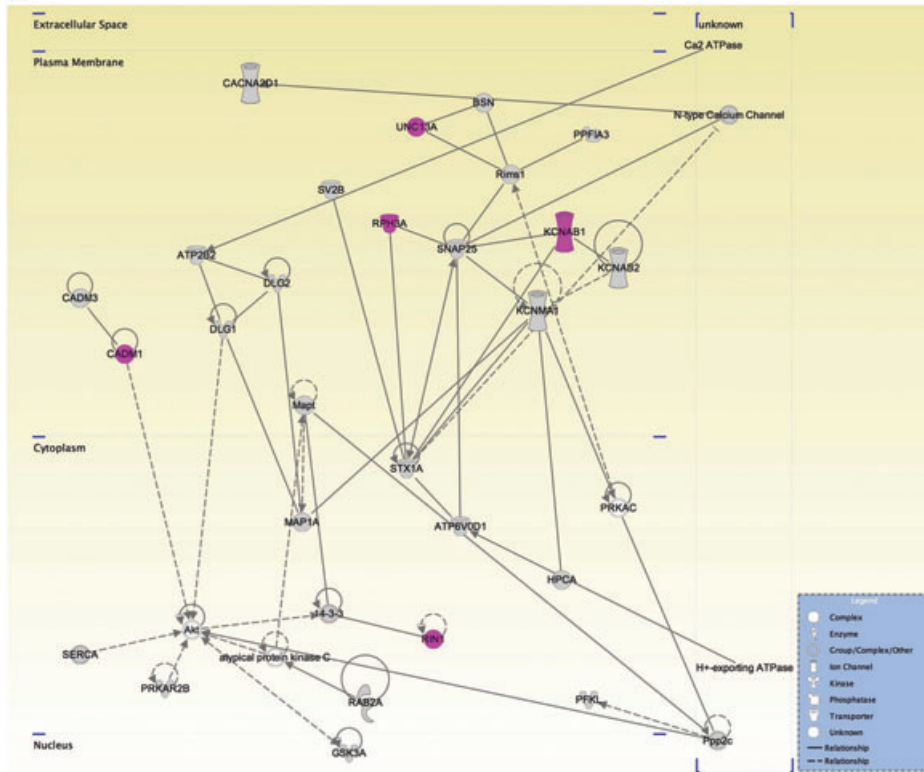 Extracellular Space
unknown
Ca2 ATPase
Plasma Membrane
CACNA2D1
BSN
N-type Calcium Channel
UNC13A
PPFIA3
Rims1
SV2B
RPH3A
KCNAB1
SNAP25
ATP2B2
KCNAB2
DLG2
CADM3
KCNMA1
DLG1
CADM1
Mapt
Cytoplasm
STX1A
PRKAC
MAP1A
ATP6V0D1
HPCA
14-3-3
Akt
RIN1
SERCA
atypical protein kinase C
H+-exporting ATPase
PRKAR2B
RAB2A
PFKL
Ppp2c
Nucleus
GSK3A
Legend
Complex
Enzyme
Group/Complex/Other
Ion Channel
Kinase
Phosphatase
Transporter
Unknown
Relationship
Relationship